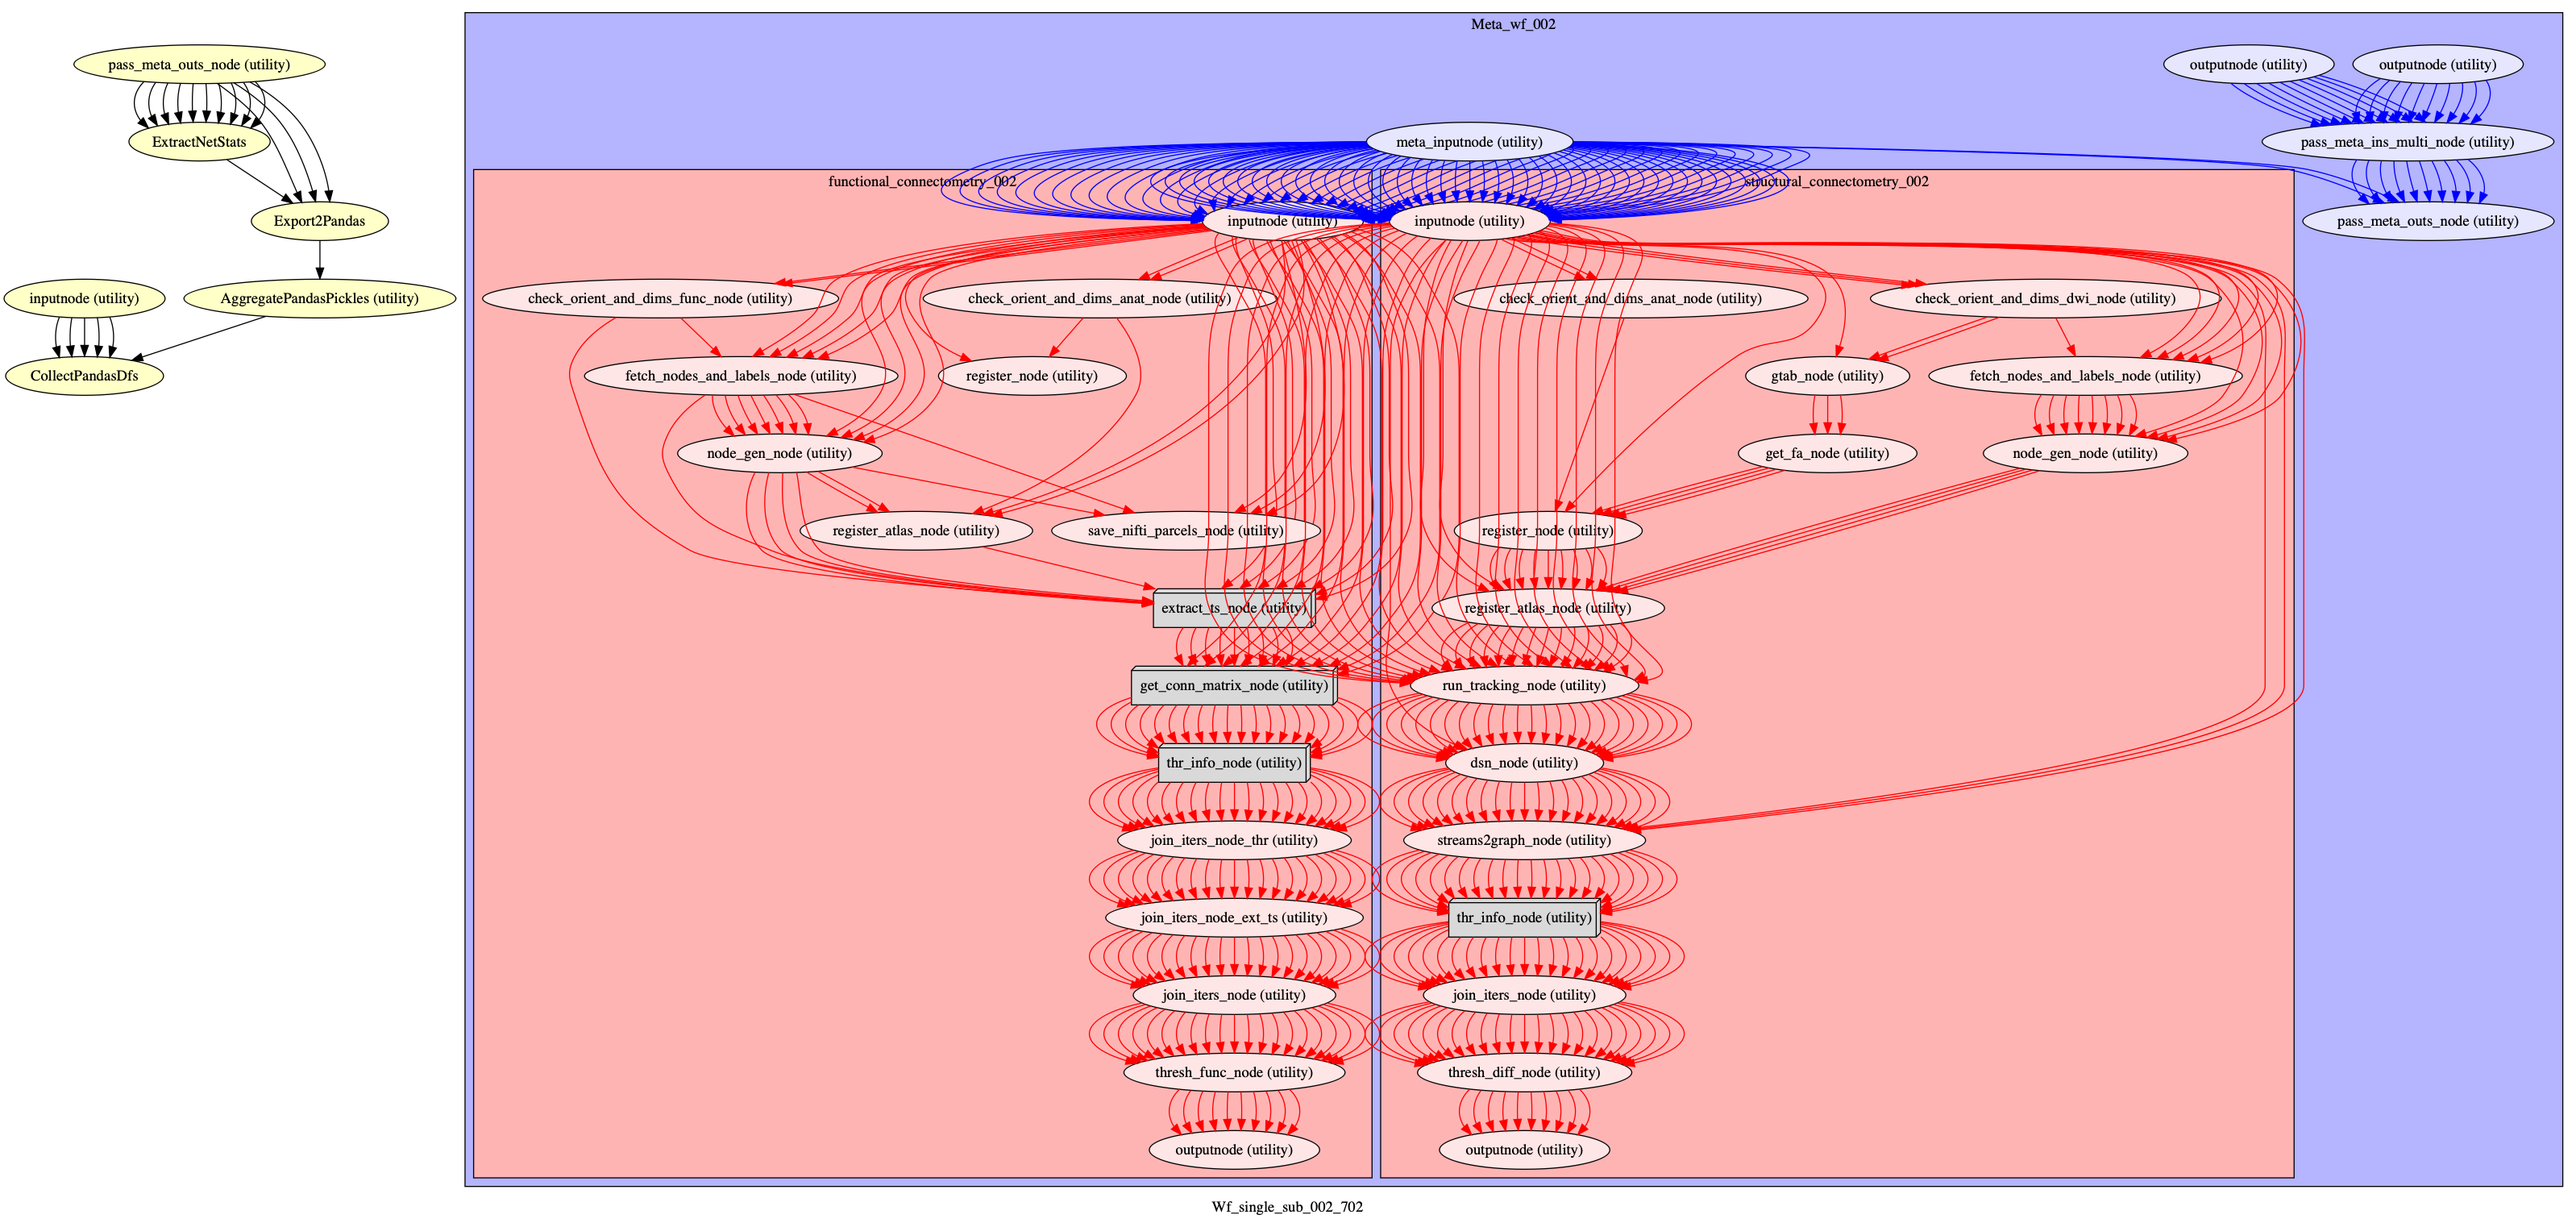 Meta_wf_002
pass_meta_outs_node (utility)
outputnode (utility)
outputnode (utility)
ExtractNetStats
meta_inputnode (utility)
pass_meta_ins_multi_node (utility)
functional_connectometry_002
structural_connectometry_002
Export2Pandas
inputnode (utility)
inputnode (utility)
pass_meta_outs_node (utility)
inputnode (utility)
AggregatePandasPickles (utility)
check_orient_and_dims_func_node (utility)
check_orient_and_dims_anat_node (utility)
check_orient_and_dims_anat_node (utility)
check_orient_and_dims_dwi_node (utility)
CollectPandasDfs
fetch_nodes_and_labels_node (utility)
register_node (utility)
gtab_node (utility)
fetch_nodes_and_labels_node (utility)
node_gen_node (utility)
get_fa_node (utility)
node_gen_node (utility)
register_atlas_node (utility)
save_nifti_parcels_node (utility)
register_node (utility)
extract_ts_node (utility)
register_atlas_node (utility)
get_conn_matrix_node (utility)
run_tracking_node (utility)
thr_info_node (utility)
dsn_node (utility)
join_iters_node_thr (utility)
streams2graph_node (utility)
join_iters_node_ext_ts (utility)
thr_info_node (utility)
join_iters_node (utility)
join_iters_node (utility)
thresh_func_node (utility)
thresh_diff_node (utility)
outputnode (utility)
outputnode (utility)
Wf_single_sub_002_702